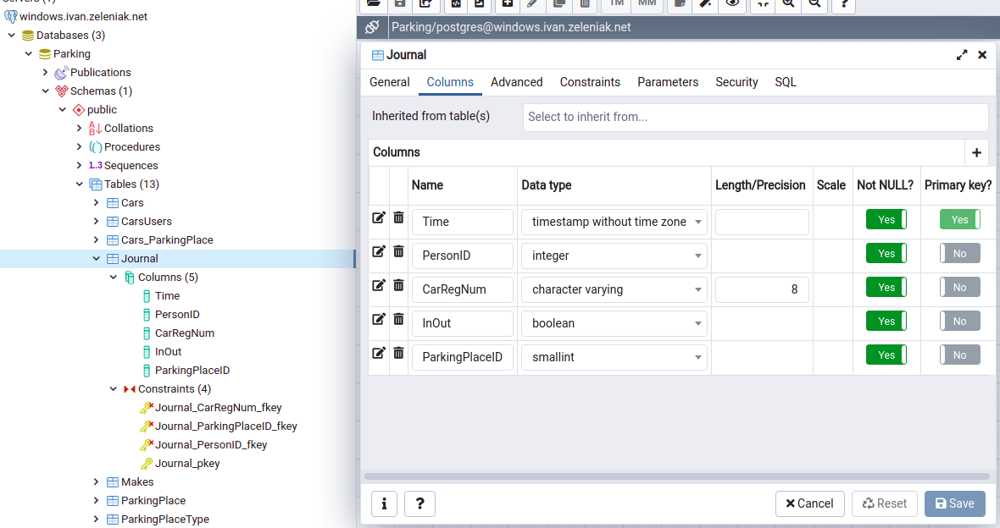 Servers (1)
windows.ivan.zeleniak.net
Databases (3)
Parking
Publications
Schemas (1)
public
Collations
Procedures
1..3 Sequences
Tables (13)
Cars
CarsUsers
Cars_ParkingPlace
Journal
Columns (5)
Time
PersonID
CarRegNum
InOut
ParkingPlaceID
Constraints (4)
Journal_CarRegNum_fkey
Journal_ParkingPlaceID_fkey
Journal_PersonID_fkey
Journal_pkey
Makes
ParkingPlace
ParkingPlaceType
1M MM ?
Parking/postgres@windows.ivan.zeleniak.net
Journal
General Columns Advanced Constraints Parameters Security SQL
Inherited from table(s) Select to inherit from...
Columns
Name Data type Length/Precision Scale Not NULL? Primary key?
Time timestamp without time zone Yes Yes
PersonID integer Yes No
CarRegNum character varying 8 Yes No
InOut boolean Yes No
ParkingPlaceID smallint Yes No
i ? Cancel Reset Save